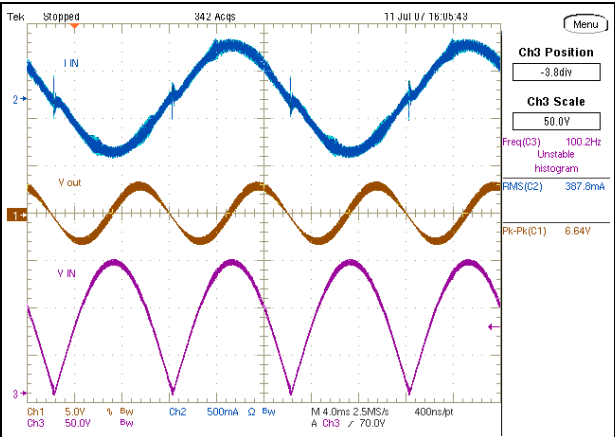 Tek Stopped 342 Acqs 11 Jul 07 16:05:43
Menu
Ch3 Position
-3.8div
Ch3 Scale
50.0V
Freq(C3) 100.2Hz
Unstable
histogram
RMS(C2) 387.8mA
Pk-Pk(C1) 6.64V
I IN
2
V out
1
V IN
3
Ch1 5.0V Bw Ch2 500mA Ω Bw M 4.0ms 2.5MS/s 400ns/pt
Ch3 50.0V Bw A Ch3 / 70.0V